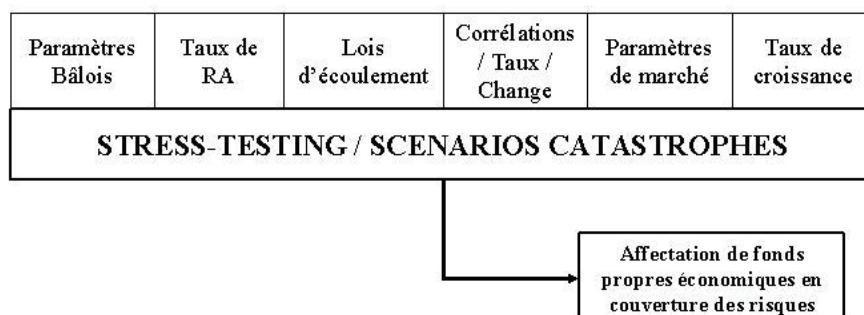 Paramètres
Bâlois
Taux de
RA
Lois
d'écoulement
Corrélations
/ Taux /
Change
Paramètres
de marché
Taux de
croissance
STRESS-TESTING / SCENARIOS CATASTROPHES
Affectation de fonds
propres économiques en
couverture des risques